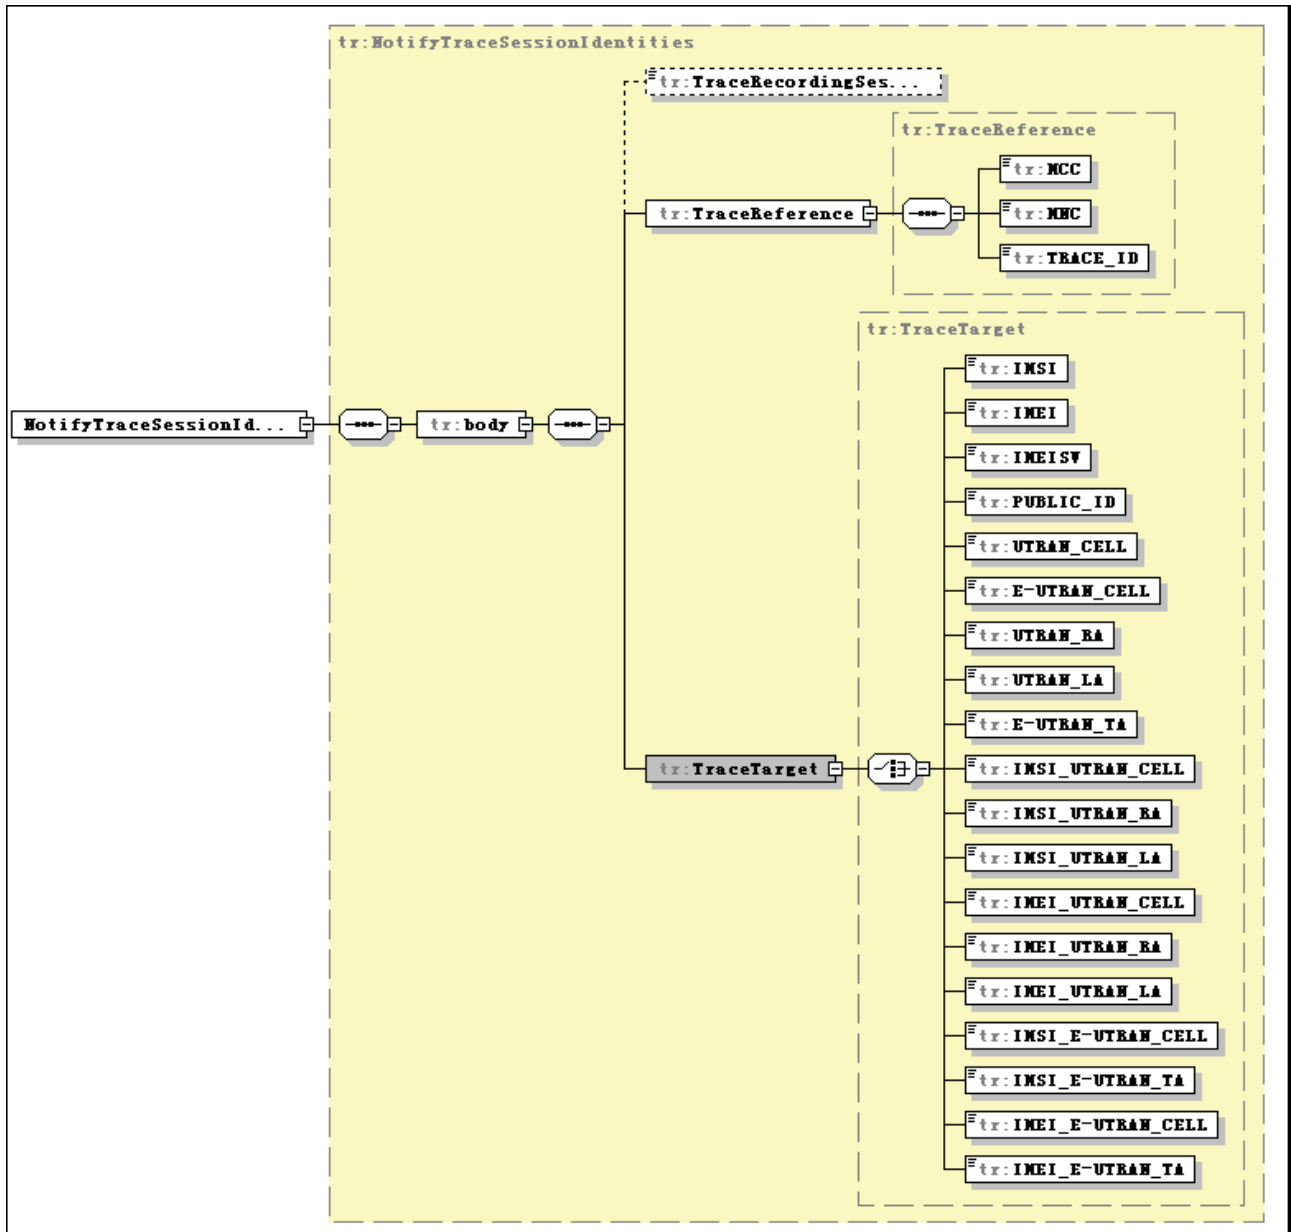 tr:NotifyTraceSessionIdentities
tr:TraceRecordingSes...
tr:TraceReference
tr:MCC
tr:TraceReference
tr:MNC
tr:TRACE_ID
tr:TraceTarget
tr:IMSI
tr:IMEI
NotifyTraceSessionId...
tr:body
tr:IMEISV
tr:PUBLIC_ID
tr:UTRAN_CELL
tr:E-UTRAN_CELL
tr:UTRAN_RA
tr:UTRAN_LA
tr:E-UTRAN_TA
tr:TraceTarget
tr:IMSI_UTRAN_CELL
tr:IMSI_UTRAN_RA
tr:IMSI_UTRAN_LA
tr:IMEI_UTRAN_CELL
tr:IMEI_UTRAN_RA
tr:IMEI_UTRAN_LA
tr:IMSI_E-UTRAN_CELL
tr:IMSI_E-UTRAN_TA
tr:IMEI_E-UTRAN_CELL
tr:IMEI_E-UTRAN_TA